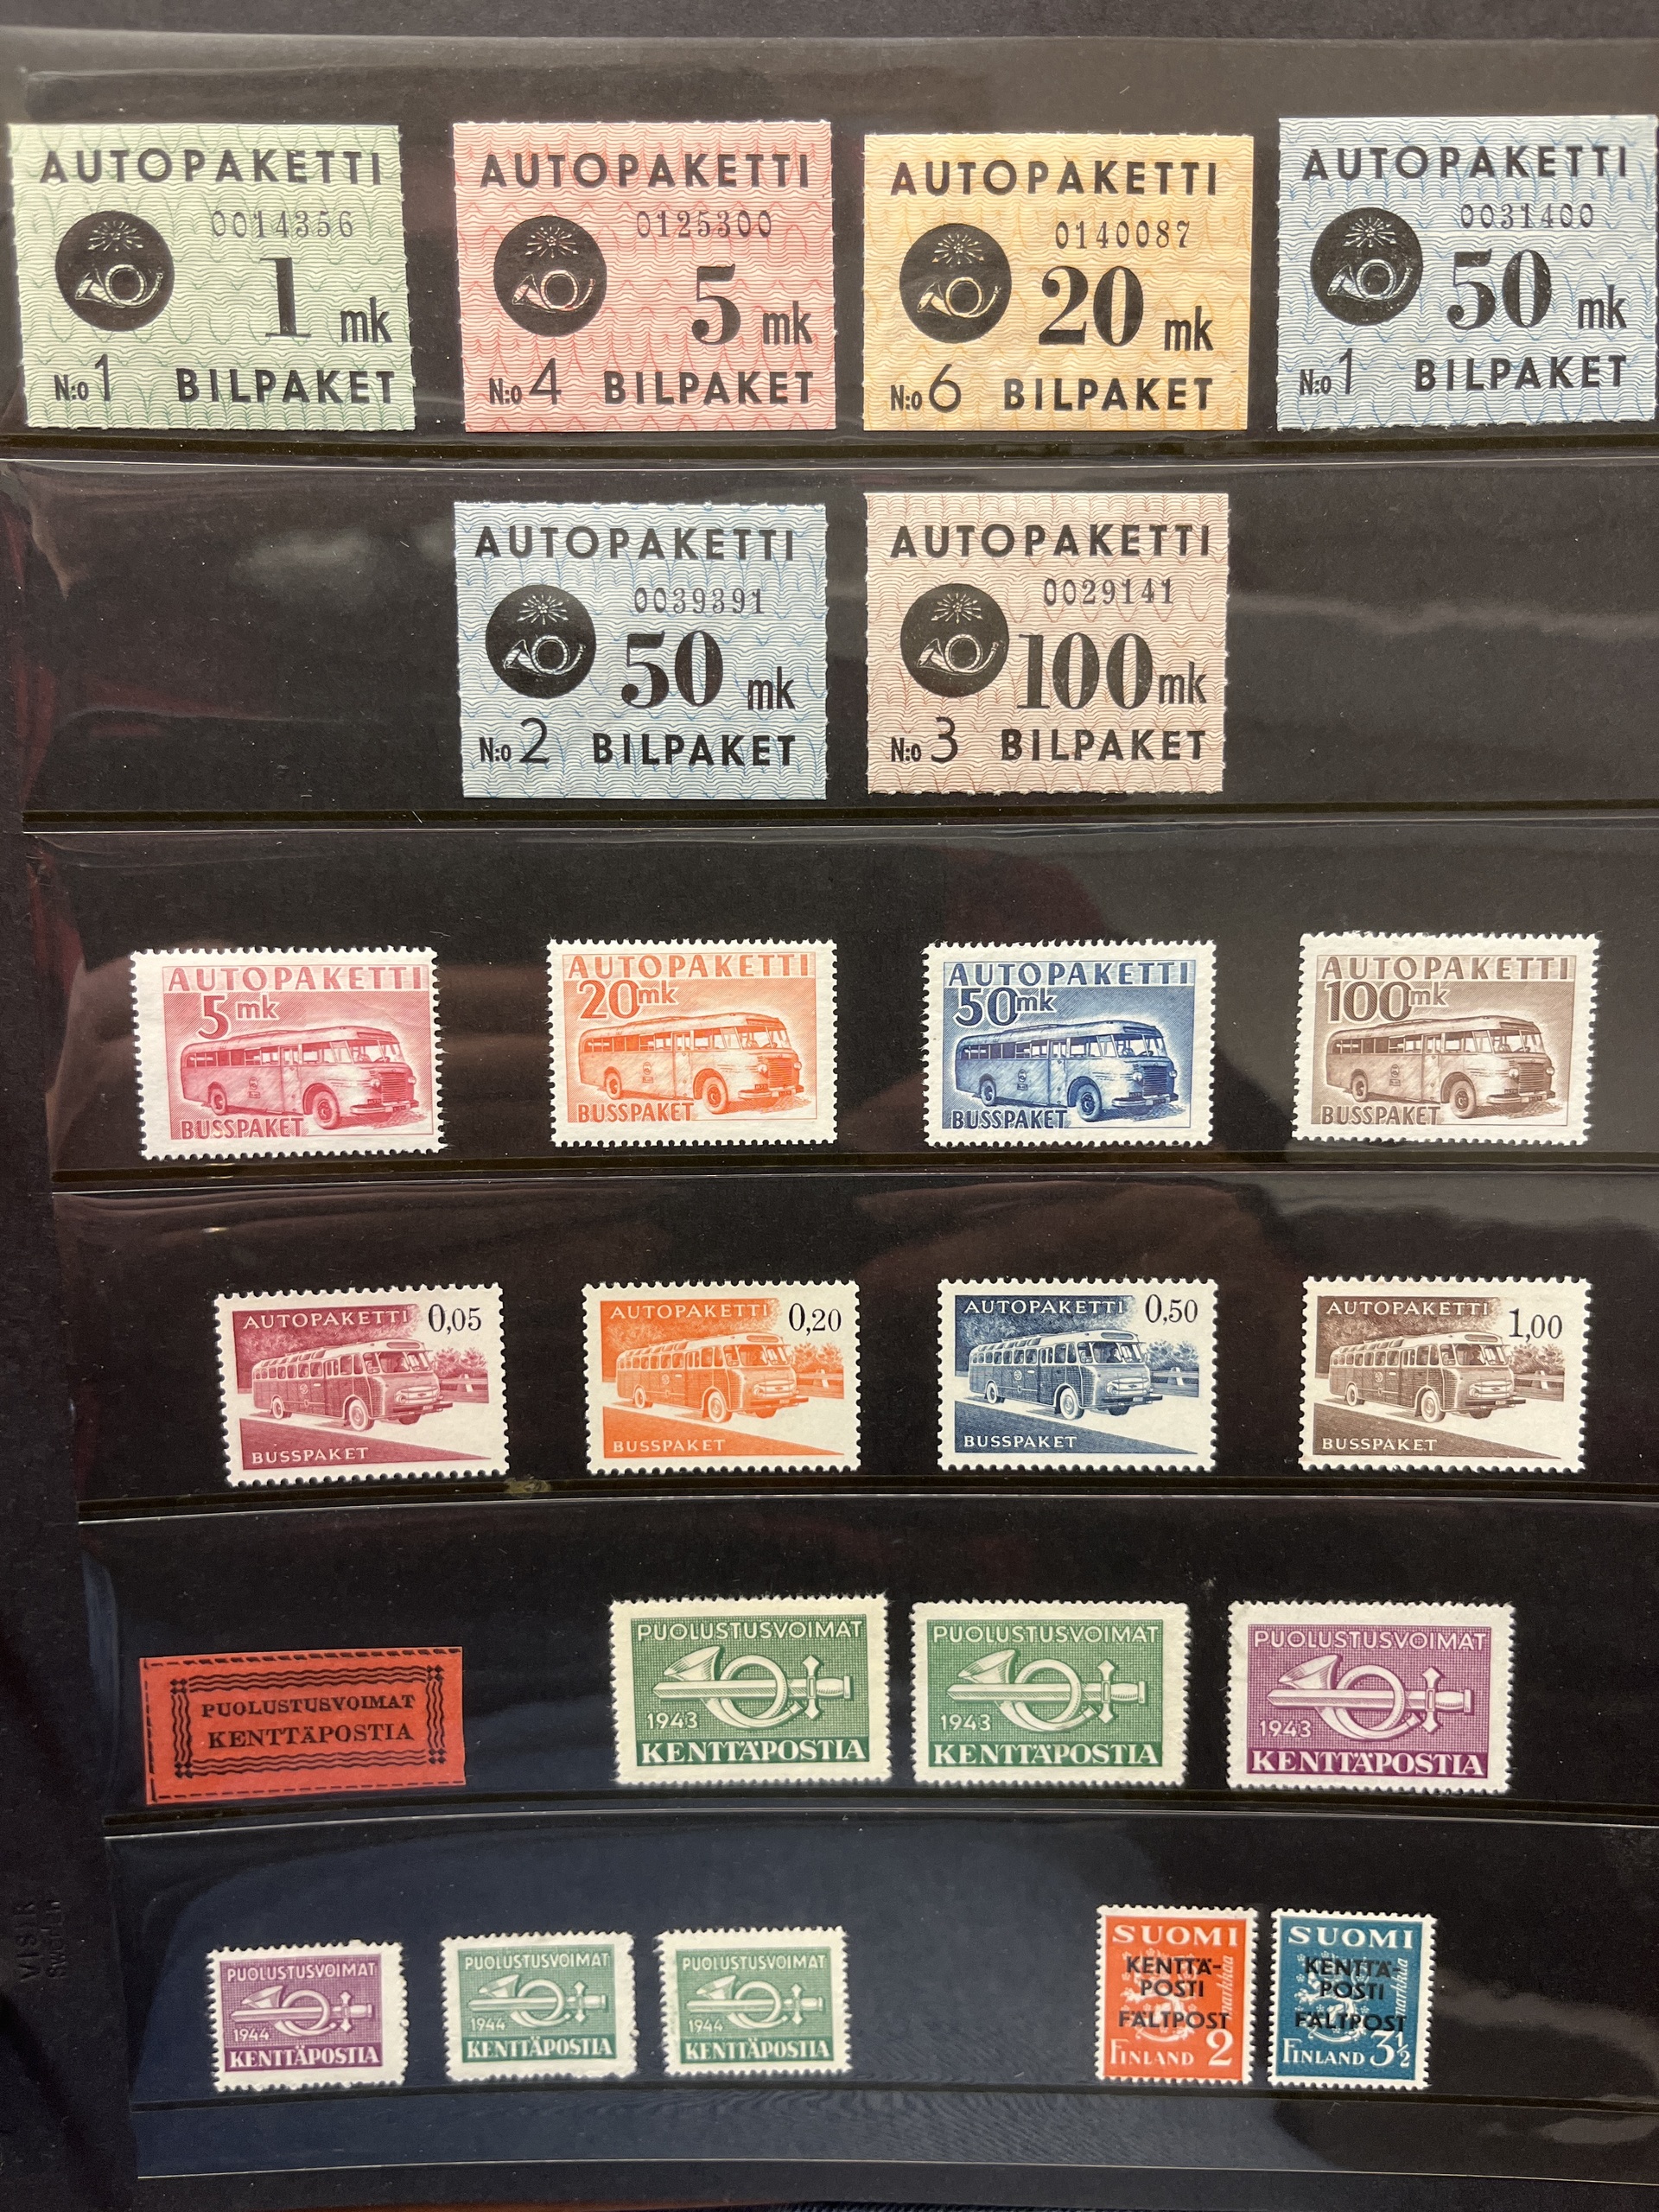 AUTOPAKETTI
0014356
1 mk
N:o 1 BILPAKET
AUTOPAKETTI
0125300
5 mk
N:o 4 BILPAKET
AUTOPAKETTI
0140087
20 mk
N:o 6 BILPAKET
AUTOPAKETTI
0031400
50 mk
N:o 1 BILPAKET
AUTOPAKETTI
0039391
50 mk
N:o 2 BILPAKET
AUTOPAKETTI
0029141
100 mk
N:o 3 BILPAKET
AUTOPAKETTI
5 mk
BUSSPAKET
AUTOPAKETTI
20 mk
BUSSPAKET
AUTOPAKETTI
50 mk
BUSSPAKET
AUTOPAKETTI
100 mk
BUSSPAKET
AUTOPAKETTI 0,05
BUSSPAKET
AUTOPAKETTI 0,20
BUSSPAKET
AUTOPAKETTI 0,50
BUSSPAKET
AUTOPAKETTI 1,00
BUSSPAKET
PUOLUSTUSVOIMAT
KENTTÄPOSTIA
PUOLUSTUSVOIMAT
1943
KENTTÄPOSTIA
PUOLUSTUSVOIMAT
1943
KENTTÄPOSTIA
PUOLUSTUSVOIMAT
1943
KENTTÄPOSTIA
PUOLUSTUSVOIMAT
1944
KENTTÄPOSTIA
PUOLUSTUSVOIMAT
1944
KENTTÄPOSTIA
PUOLUSTUSVOIMAT
1944
KENTTÄPOSTIA
SUOMI
KENTTÄ-
POSTI
FÄLTPOST
markkaa
FINLAND 2
SUOMI
KENTTÄ-
POSTI
FÄLTPOST
markkaa
FINLAND 3½
VISIR